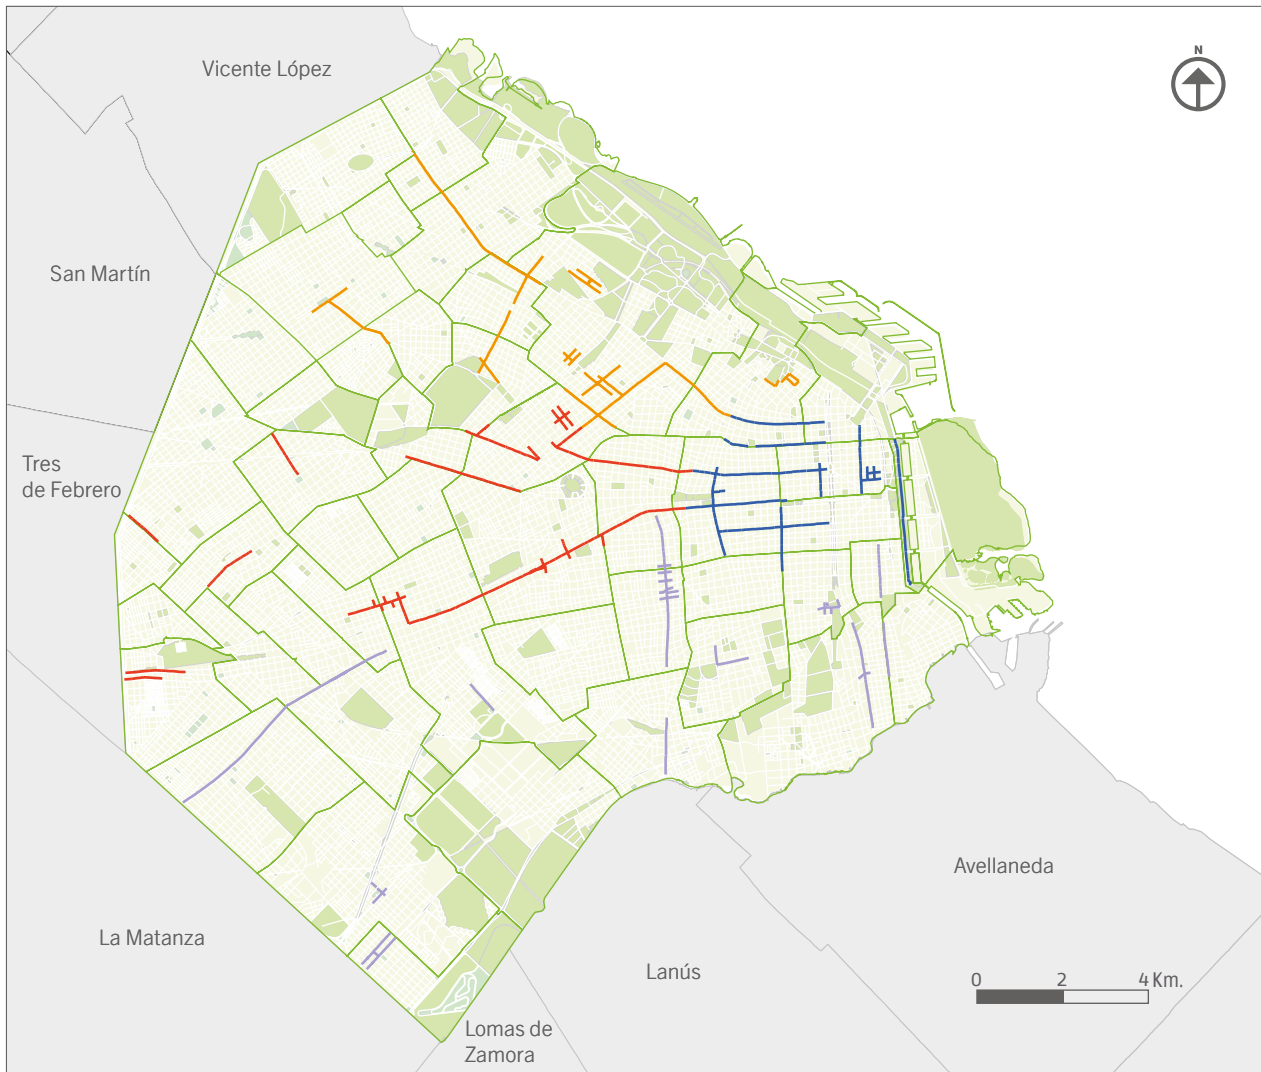 N
Vicente López
San Martín
Tres
de Febrero
Avellaneda
La Matanza
Lanús
0 2 4 Km.
Lomas de
Zamora